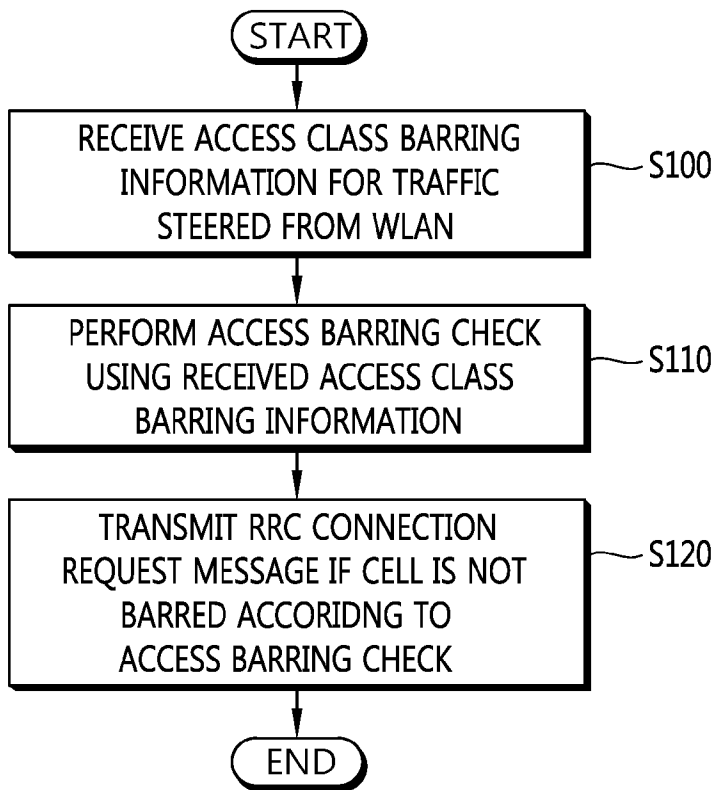 START
RECEIVE ACCESS CLASS BARRING
INFORMATION FOR TRAFFIC
STEERED FROM WLAN
S100
PERFORM ACCESS BARRING CHECK
USING RECEIVED ACCESS CLASS
BARRING INFORMATION
S110
TRANSMIT RRC CONNECTION
REQUEST MESSAGE IF CELL IS NOT
BARRED ACCORIDNG TO
ACCESS BARRING CHECK
S120
END